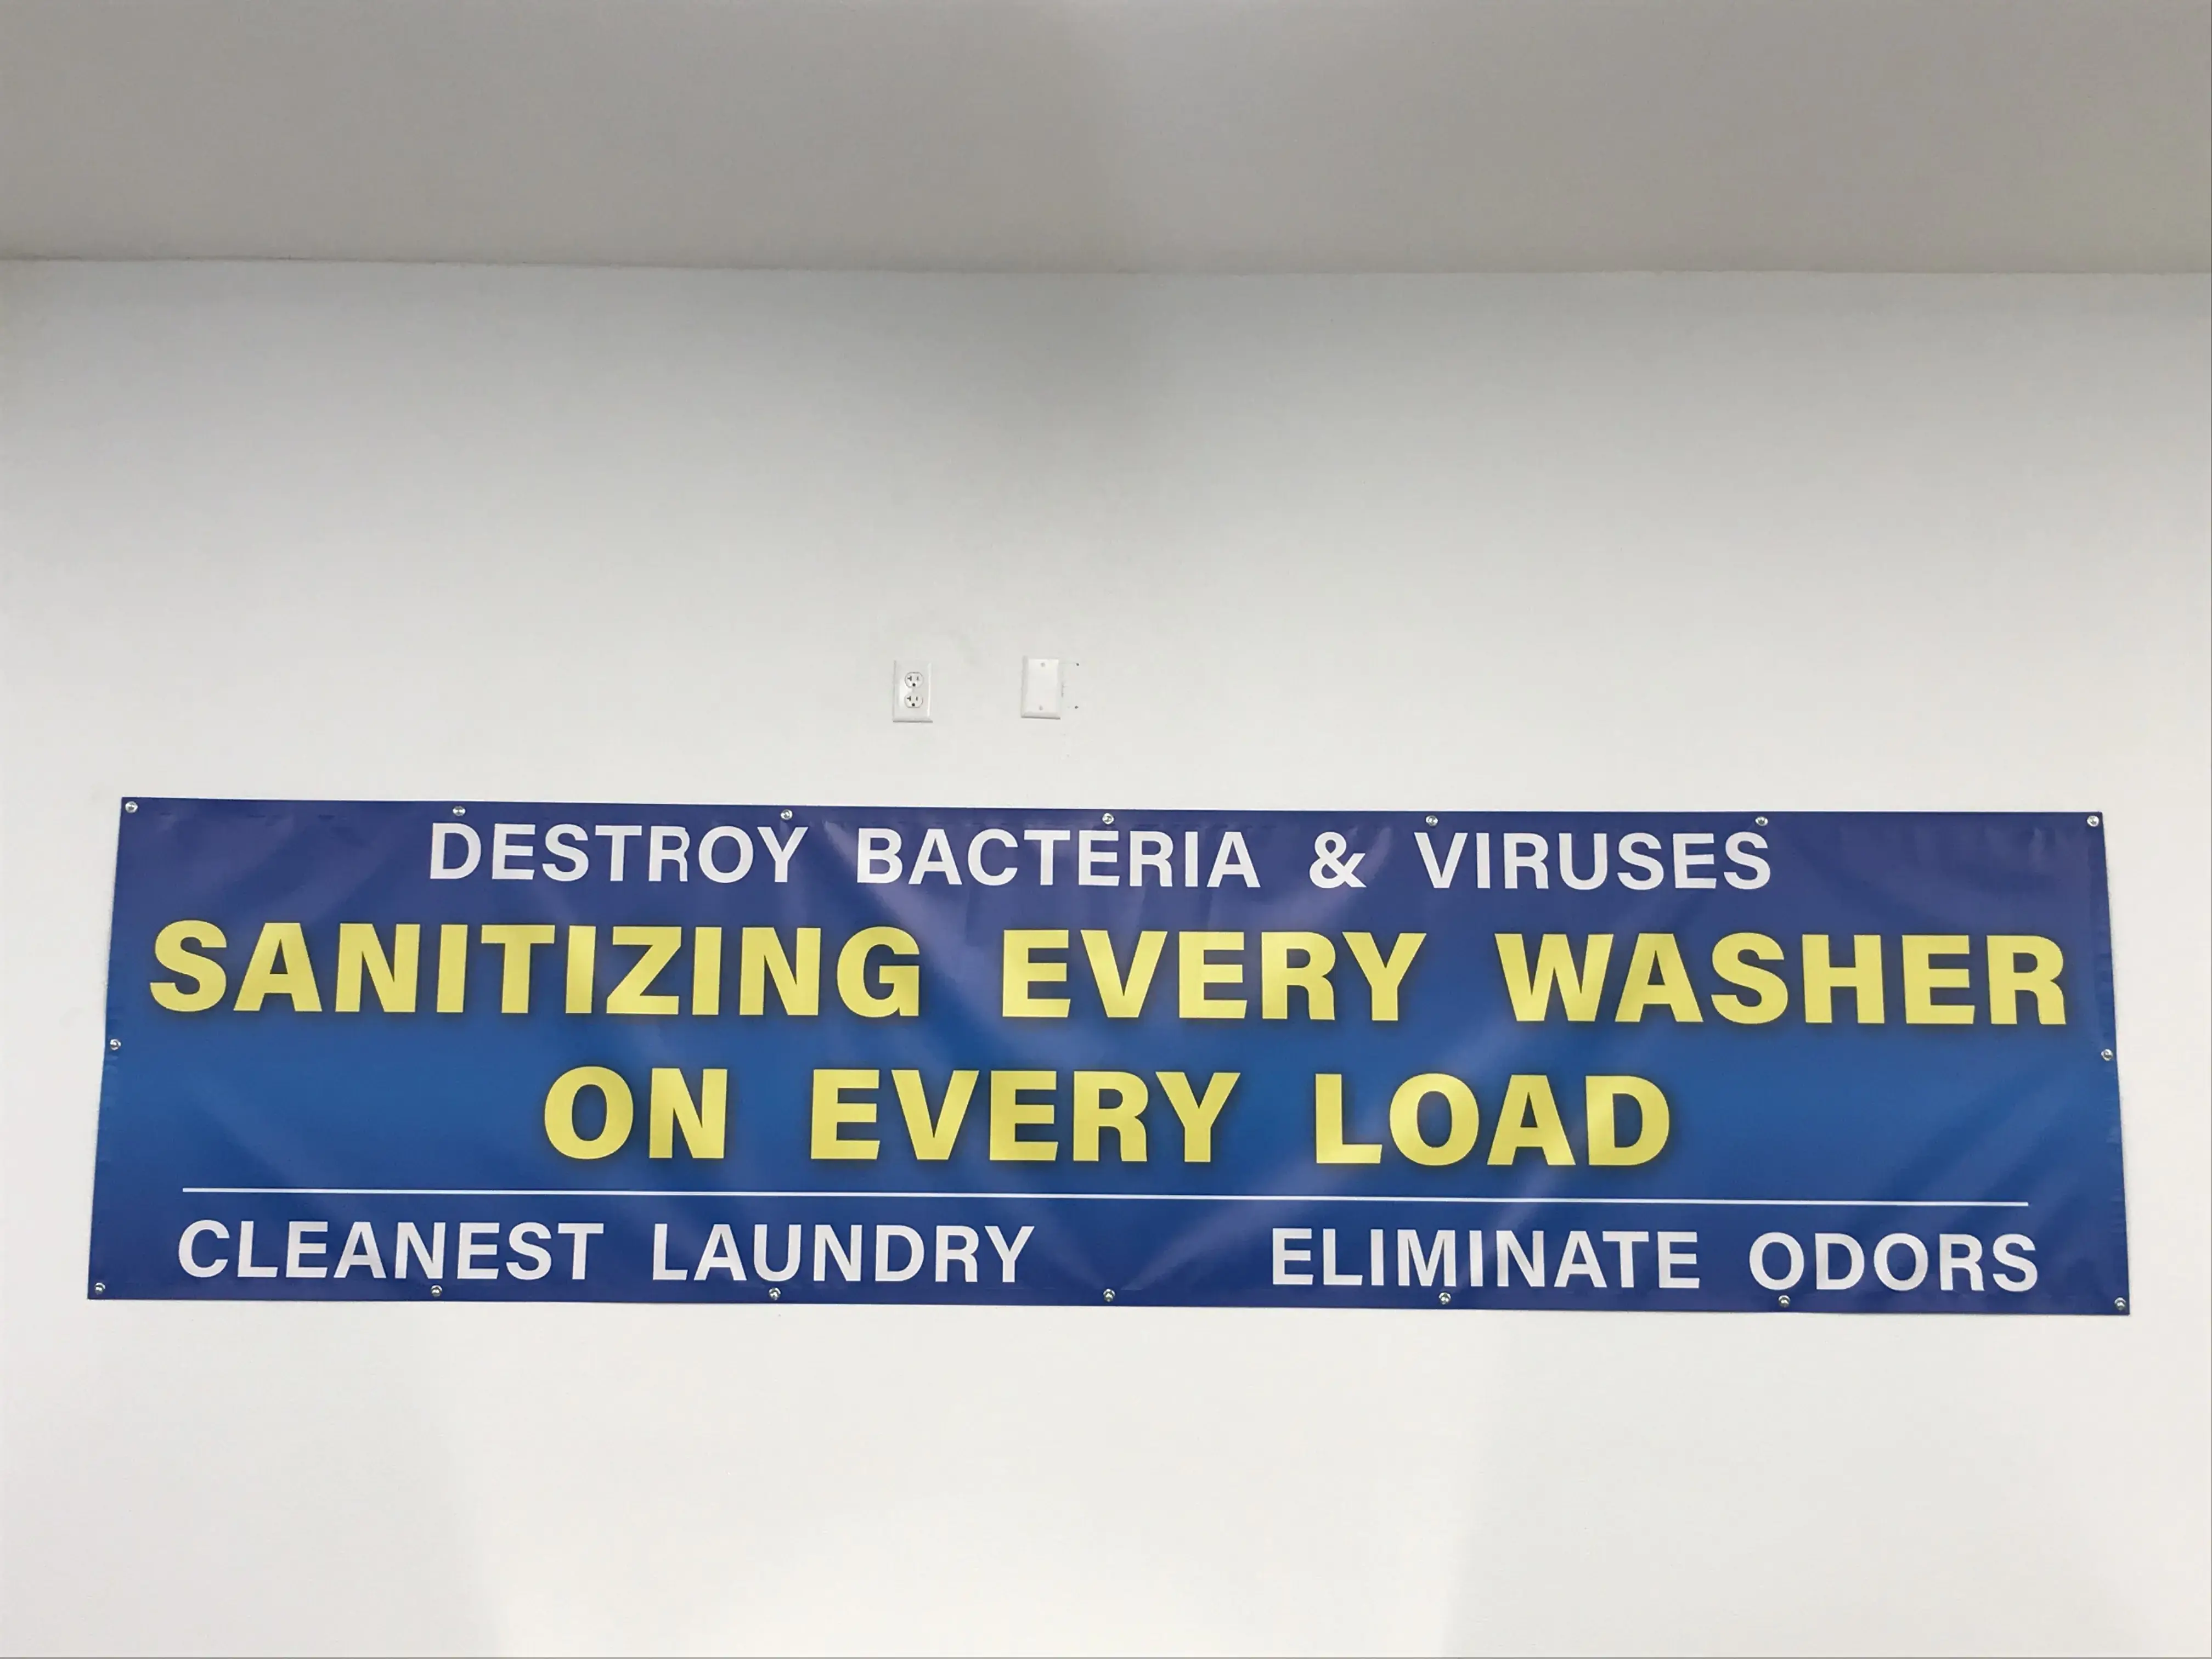 DESTROY BACTERIA & VIRUSES
SANITIZING EVERY WASHER
ON EVERY LOAD
CLEANEST LAUNDRY ELIMINATE ODORS